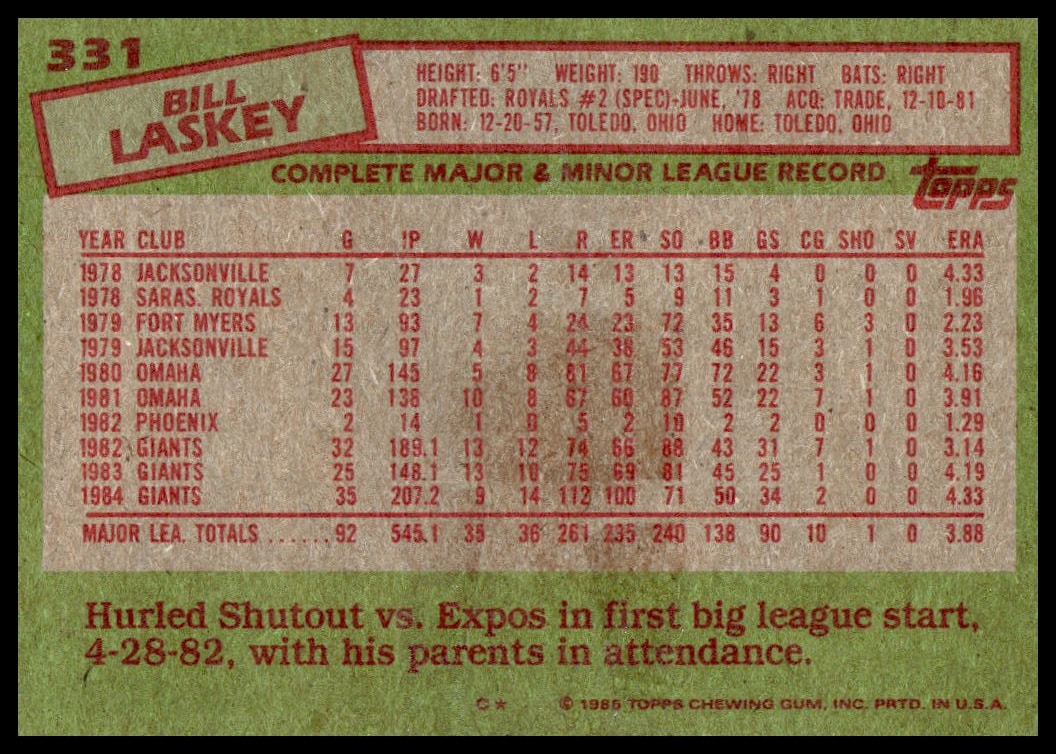 331
BILL
LASKEY
HEIGHT: 6'5" WEIGHT: 190 THROWS: RIGHT BATS: RIGHT
DRAFTED: ROYALS #2 (SPEC)-JUNE, '78 ACQ: TRADE, 12-10-81
BORN: 12-20-57, TOLEDO, OHIO HOME: TOLEDO, OHIO
COMPLETE MAJOR & MINOR LEAGUE RECORD
TOPPS
YEAR CLUB G IP W L R ER SO BB GS CG SHO SV ERA
1978 JACKSONVILLE 7 27 3 2 14 13 13 15 4 0 0 0 4.33
1978 SARAS. ROYALS 4 23 1 2 7 5 9 11 3 1 0 0 1.96
1979 FORT MYERS 13 93 7 4 24 23 72 35 13 6 3 0 2.23
1979 JACKSONVILLE 15 97 4 3 44 38 53 46 15 3 1 0 3.53
1980 OMAHA 27 145 5 8 81 67 77 72 22 3 1 0 4.16
1981 OMAHA 23 138 10 8 67 60 87 52 22 7 1 0 3.91
1982 PHOENIX 2 14 1 0 5 2 10 2 2 0 0 0 1.29
1982 GIANTS 32 189.1 13 12 74 66 88 43 31 7 1 0 3.14
1983 GIANTS 25 148.1 13 10 75 69 81 45 25 1 0 0 4.19
1984 GIANTS 35 207.2 9 14 112 100 71 50 34 2 0 0 4.33
MAJOR LEA. TOTALS ......92 545.1 35 36 261 235 240 138 90 10 1 0 3.88
Hurled Shutout vs. Expos in first big league start,
4-28-82, with his parents in attendance.
C* © 1985 TOPPS CHEWING GUM, INC. PRTD. IN U.S.A.